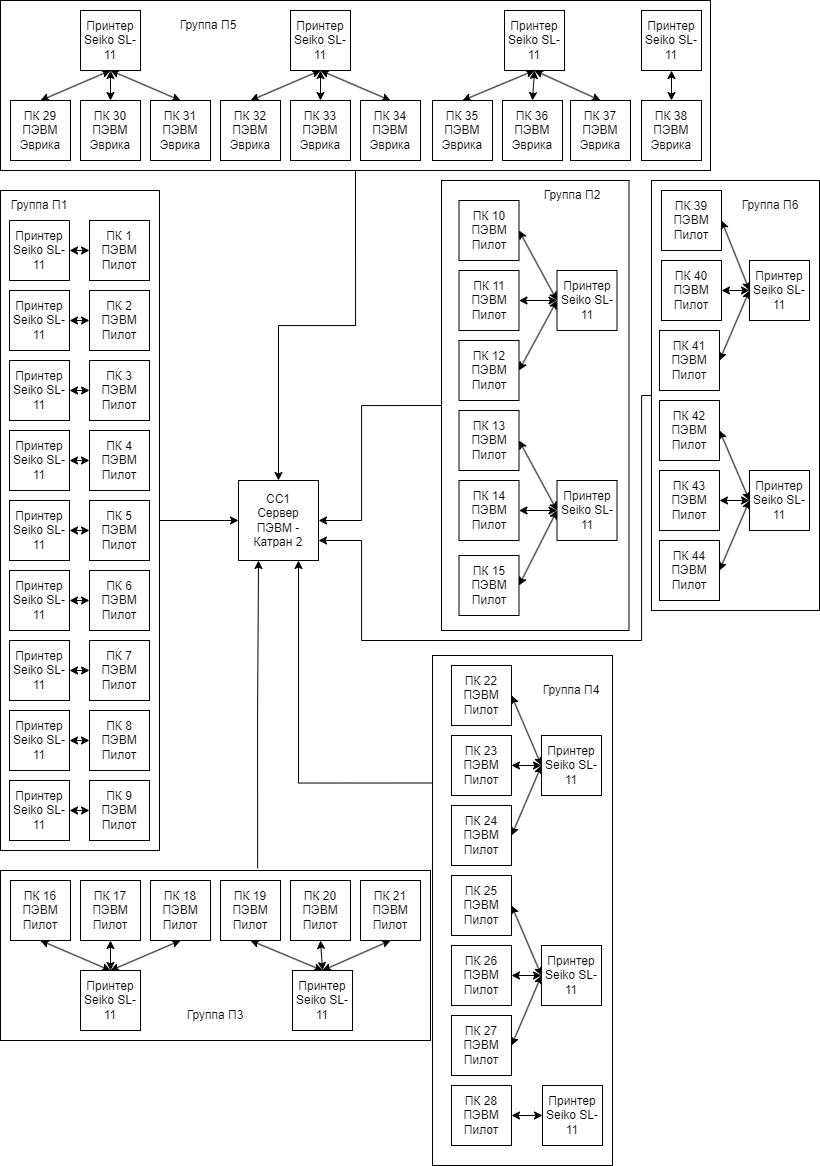 Группа П5
Принтер
Seiko SL-
11
Принтер
Seiko SL-
11
Принтер
Seiko SL-
11
Принтер
Seiko SL-
11
ПК 29
ПЭВМ
Эврика
ПК 30
ПЭВМ
Эврика
ПК 31
ПЭВМ
Эврика
ПК 32
ПЭВМ
Эврика
ПК 33
ПЭВМ
Эврика
ПК 34
ПЭВМ
Эврика
ПК 35
ПЭВМ
Эврика
ПК 36
ПЭВМ
Эврика
ПК 37
ПЭВМ
Эврика
ПК 38
ПЭВМ
Эврика
Группа П1
Принтер
Seiko SL-
11
ПК 1
ПЭВМ
Пилот
Принтер
Seiko SL-
11
ПК 2
ПЭВМ
Пилот
Принтер
Seiko SL-
11
ПК 3
ПЭВМ
Пилот
Принтер
Seiko SL-
11
ПК 4
ПЭВМ
Пилот
Принтер
Seiko SL-
11
ПК 5
ПЭВМ
Пилот
Принтер
Seiko SL-
11
ПК 6
ПЭВМ
Пилот
Принтер
Seiko SL-
11
ПК 7
ПЭВМ
Пилот
Принтер
Seiko SL-
11
ПК 8
ПЭВМ
Пилот
Принтер
Seiko SL-
11
ПК 9
ПЭВМ
Пилот
СС1
Сервер
ПЭВМ -
Катран 2
Группа П2
ПК 10
ПЭВМ
Пилот
ПК 11
ПЭВМ
Пилот
ПК 12
ПЭВМ
Пилот
Принтер
Seiko SL-
11
ПК 13
ПЭВМ
Пилот
ПК 14
ПЭВМ
Пилот
ПК 15
ПЭВМ
Пилот
Принтер
Seiko SL-
11
Группа П6
ПК 39
ПЭВМ
Пилот
ПК 40
ПЭВМ
Пилот
ПК 41
ПЭВМ
Пилот
Принтер
Seiko SL-
11
ПК 42
ПЭВМ
Пилот
ПК 43
ПЭВМ
Пилот
ПК 44
ПЭВМ
Пилот
Принтер
Seiko SL-
11
Группа П4
ПК 22
ПЭВМ
Пилот
ПК 23
ПЭВМ
Пилот
ПК 24
ПЭВМ
Пилот
Принтер
Seiko SL-
11
ПК 25
ПЭВМ
Пилот
ПК 26
ПЭВМ
Пилот
ПК 27
ПЭВМ
Пилот
Принтер
Seiko SL-
11
ПК 28
ПЭВМ
Пилот
Принтер
Seiko SL-
11
ПК 16
ПЭВМ
Пилот
ПК 17
ПЭВМ
Пилот
ПК 18
ПЭВМ
Пилот
ПК 19
ПЭВМ
Пилот
ПК 20
ПЭВМ
Пилот
ПК 21
ПЭВМ
Пилот
Принтер
Seiko SL-
11
Принтер
Seiko SL-
11
Группа П3